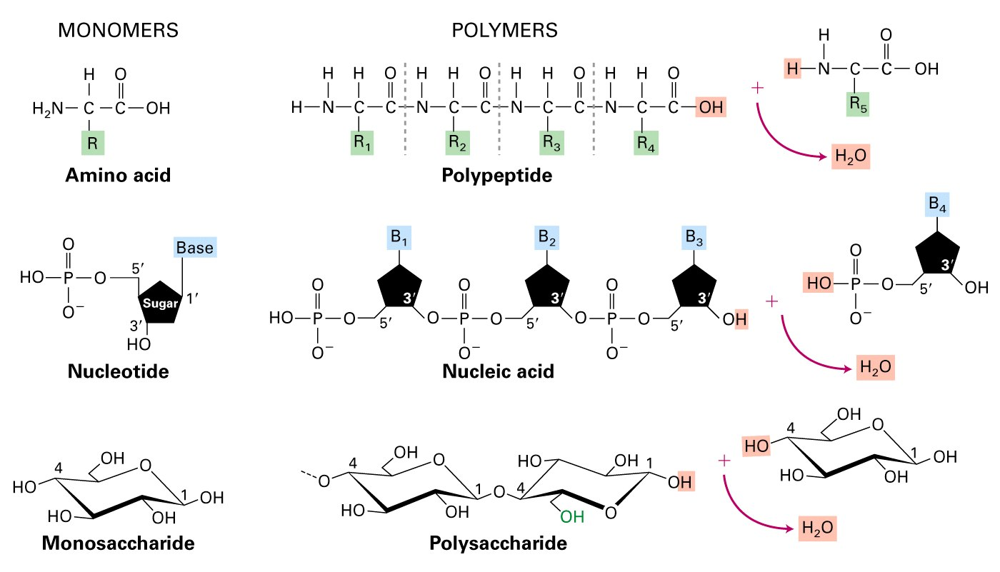 MONOMERS
POLYMERS
H O
H₂N C C OH
R
Amino acid
H H O H H O H H O H H O
H N C C N C C N C C N C C OH
R₁ R₂ R₃ R₄
Polypeptide
+
H O
H N C C OH
R₅
H₂O
Base
O 5′
HO P O
Sugar 1′
O⁻ 3′
HO
Nucleotide
B₁ B₂ B₃
O 3′ O 3′ O 3′
HO P O 5′ O P O 5′ O P O 5′ OH
O⁻ O⁻ O⁻
Nucleic acid
+
B₄
O 3′
HO P O 5′ OH
O⁻
H₂O
OH O
4
HO 1 OH
HO OH
Monosaccharide
OH O HO OH 1
4
O 1 O 4 OH
HO OH OH O
Polysaccharide
+
OH
4 O
HO 1 OH
HO OH
H₂O